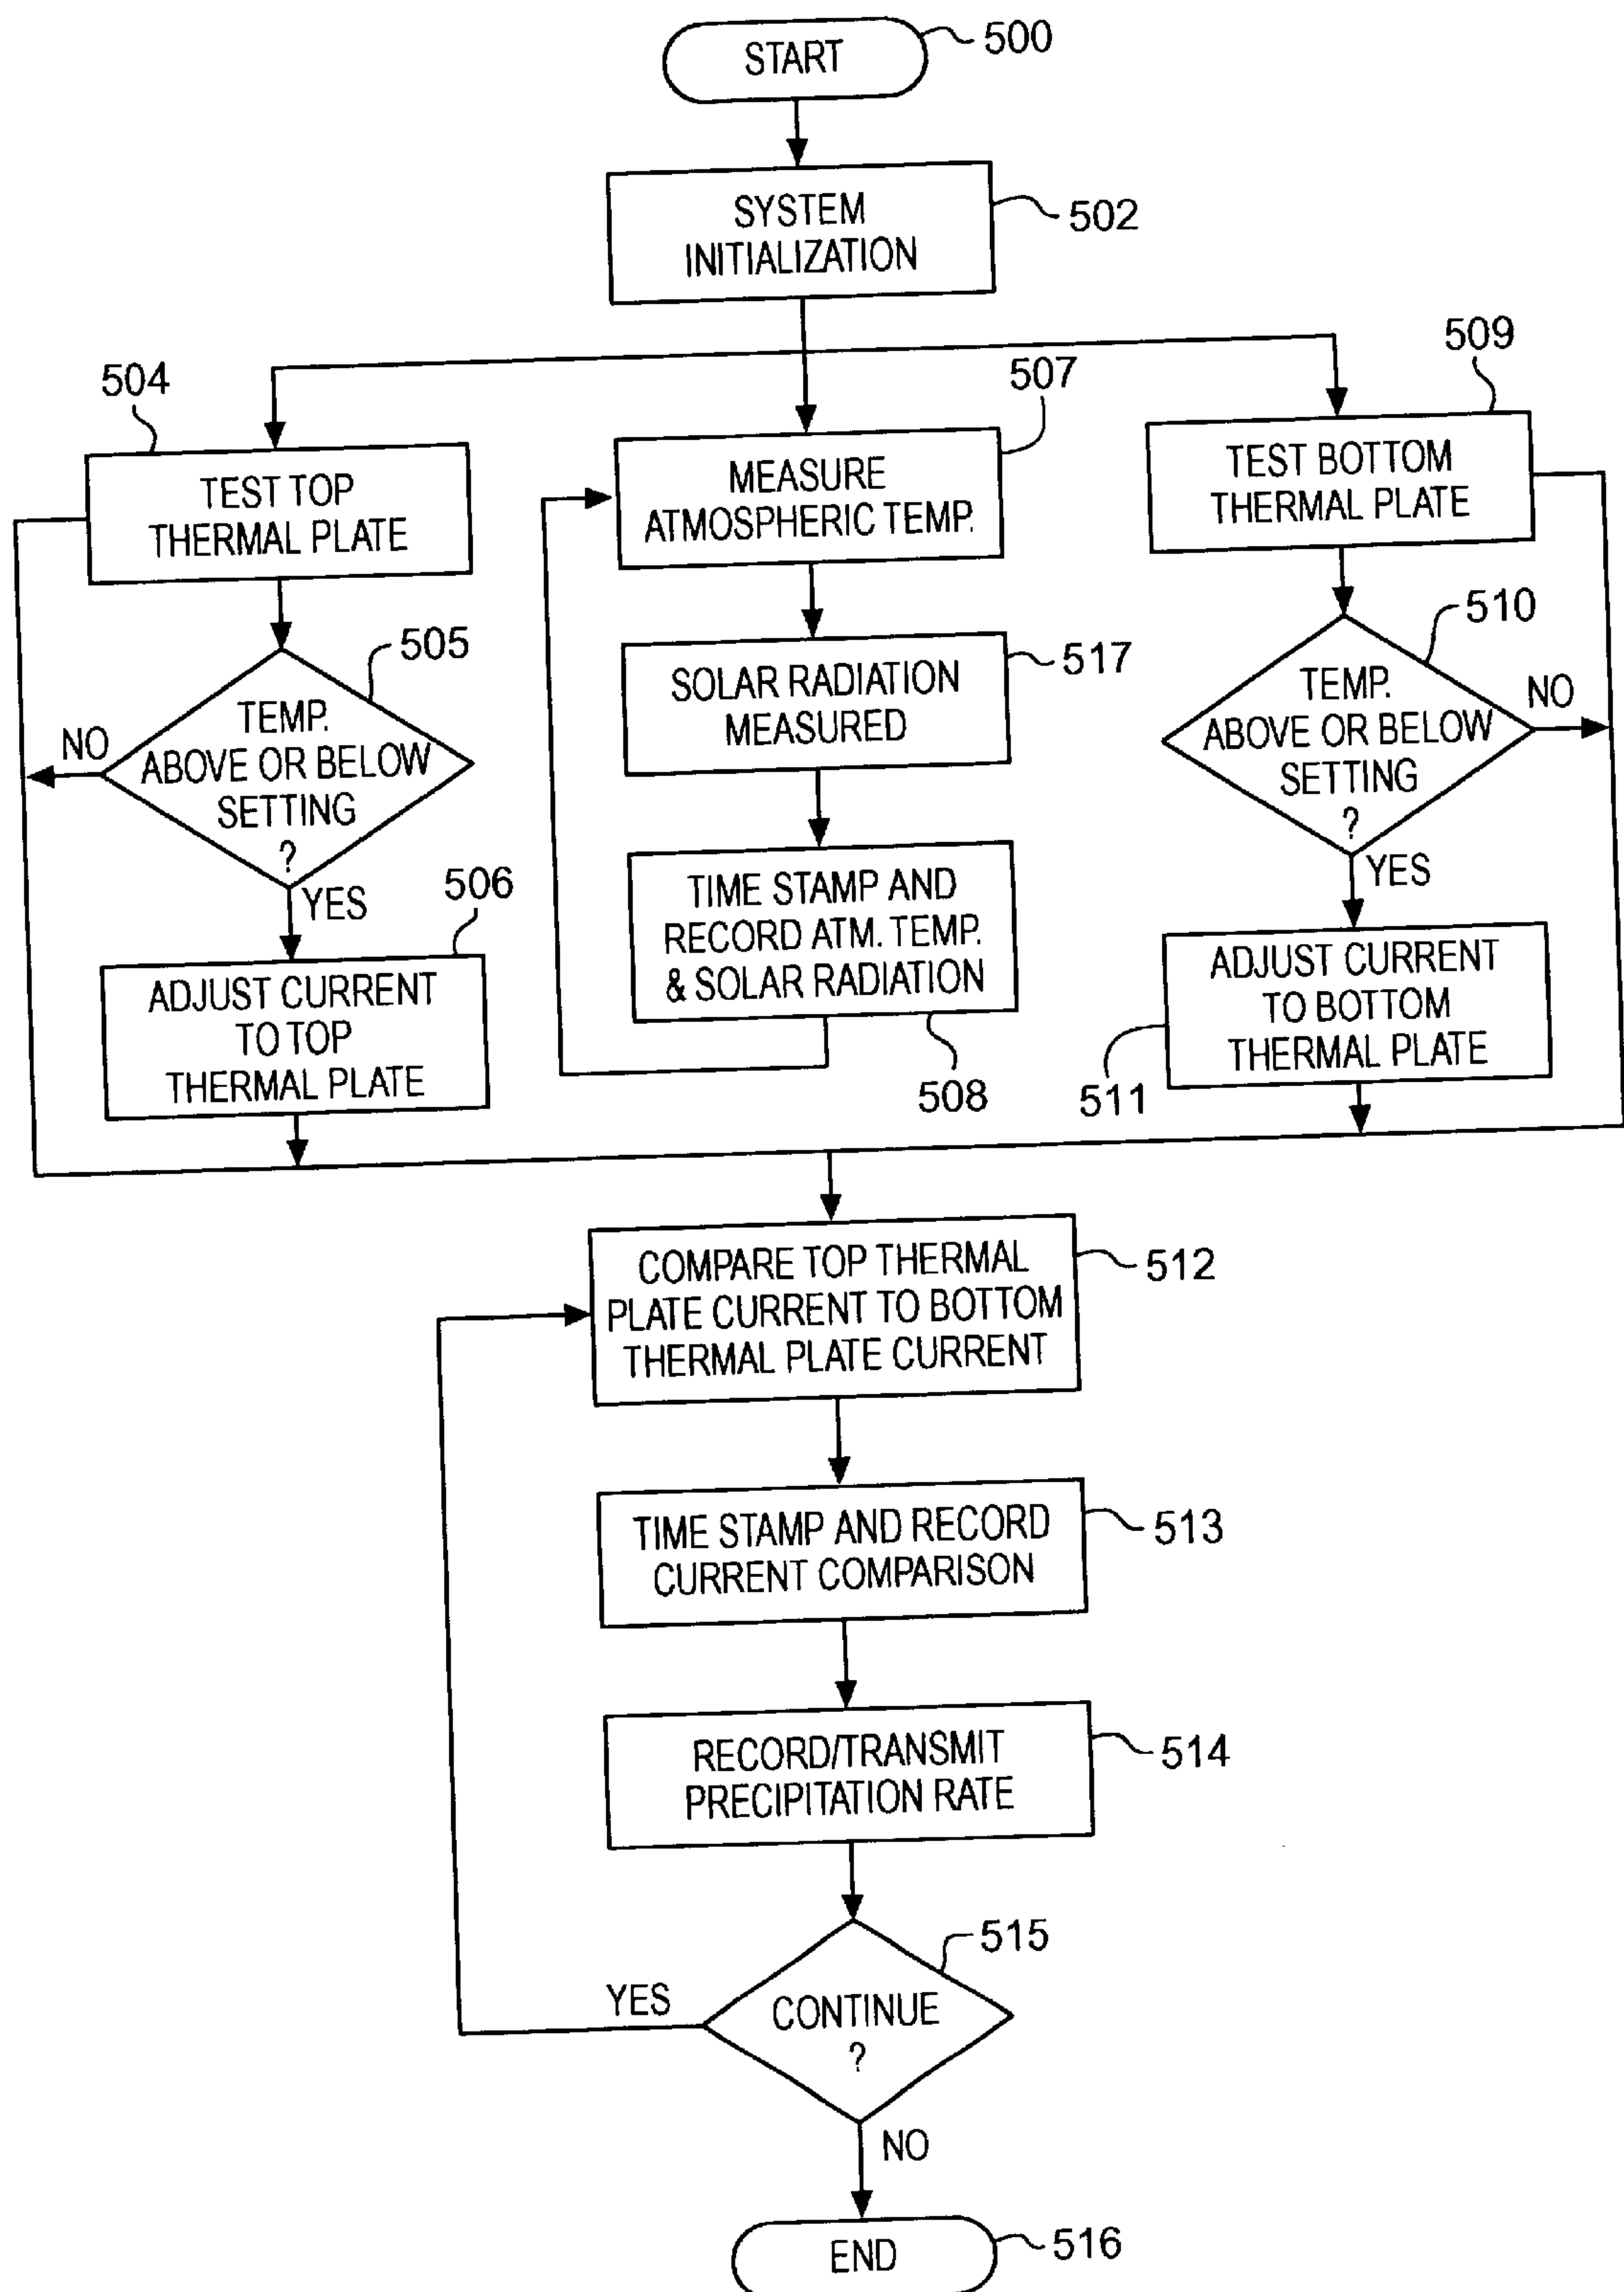 START
500
SYSTEM
INITIALIZATION
502
504
TEST TOP
THERMAL PLATE
505
TEMP.
ABOVE OR BELOW
SETTING
?
NO
YES
506
ADJUST CURRENT
TO TOP
THERMAL PLATE
507
MEASURE
ATMOSPHERIC TEMP.
SOLAR RADIATION
MEASURED
517
TIME STAMP AND
RECORD ATM. TEMP.
& SOLAR RADIATION
508
509
TEST BOTTOM
THERMAL PLATE
510
TEMP.
ABOVE OR BELOW
SETTING
?
NO
YES
ADJUST CURRENT
TO BOTTOM
THERMAL PLATE
511
COMPARE TOP THERMAL
PLATE CURRENT TO BOTTOM
THERMAL PLATE CURRENT
512
TIME STAMP AND RECORD
CURRENT COMPARISON
513
RECORD/TRANSMIT
PRECIPITATION RATE
514
515
CONTINUE
?
YES
NO
END
516